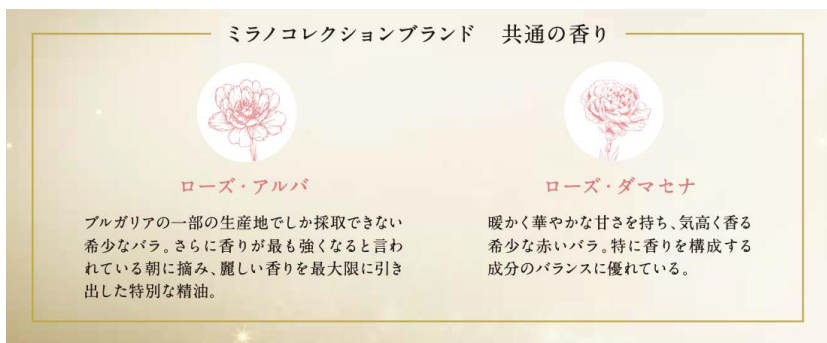 ミラノコレクションブランド　共通の香り
ローズ・アルバ
ブルガリアの一部の生産地でしか採取できない
希少なバラ。さらに香りが最も強くなると言わ
れている朝に摘み、麗しい香りを最大限に引き
出した特別な精油。
ローズ・ダマセナ
暖かく華やかな甘さを持ち、気高く香る
希少な赤いバラ。特に香りを構成する
成分のバランスに優れている。